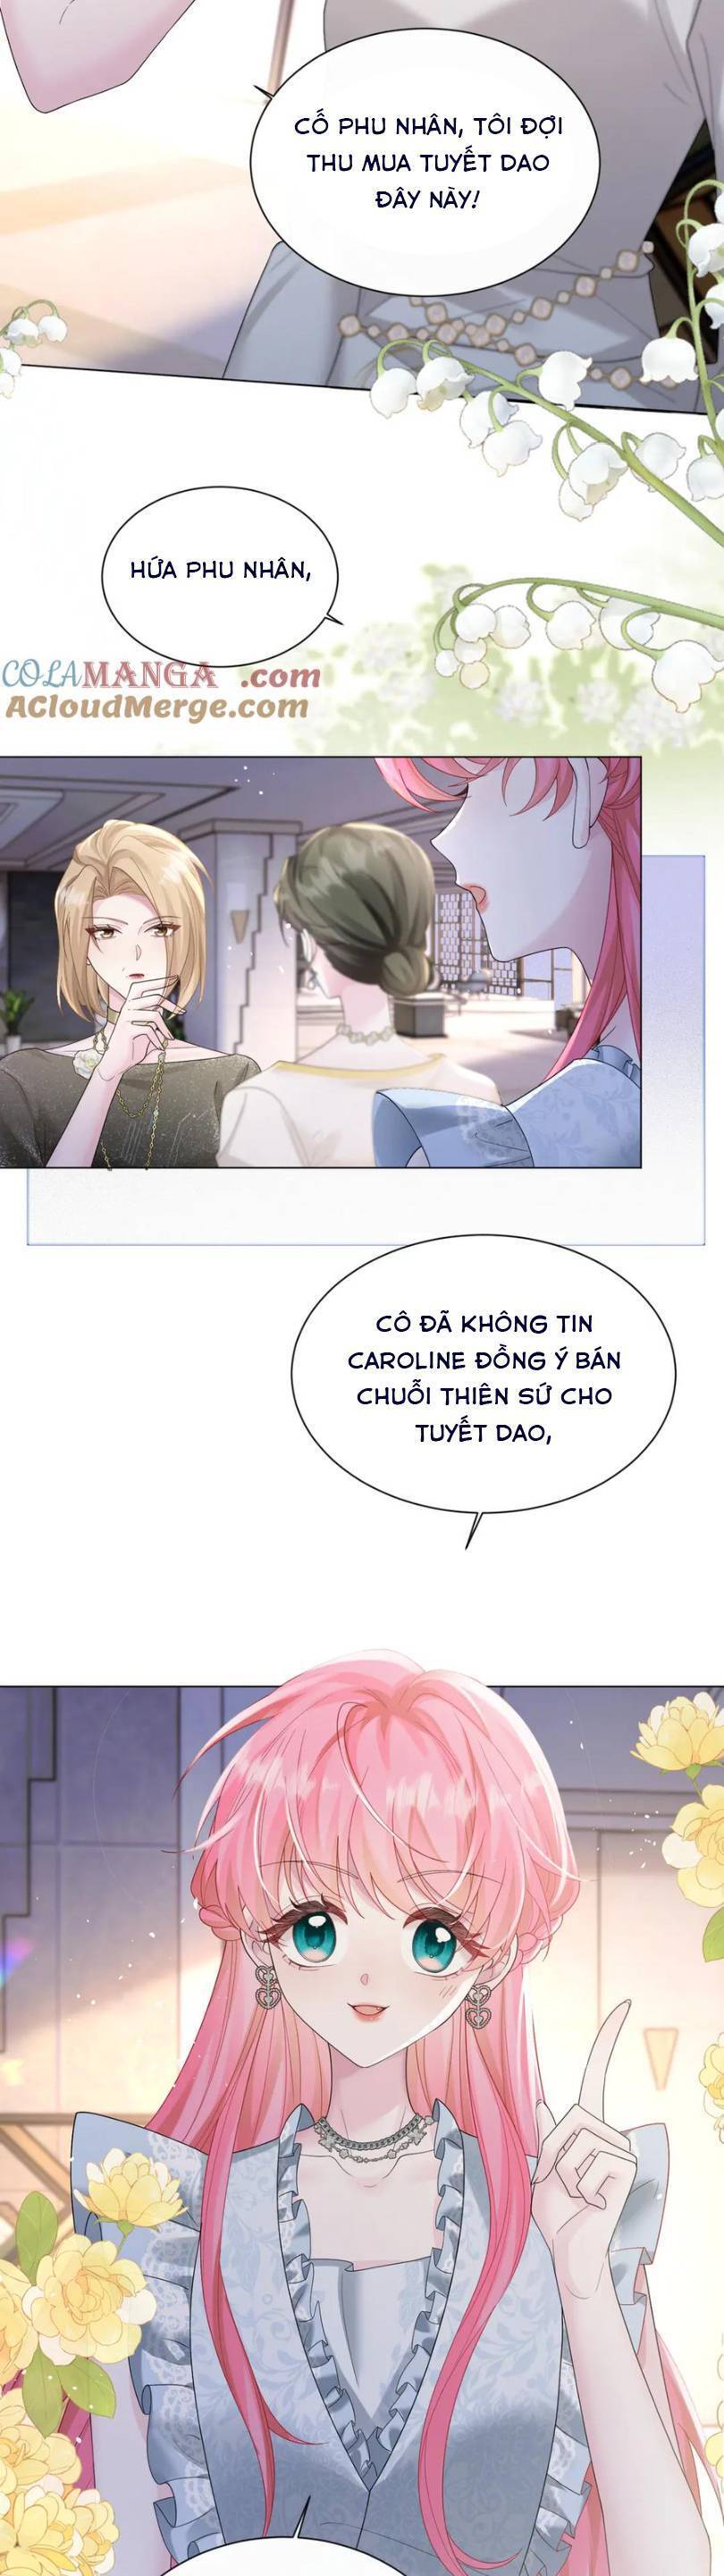 CỐ PHU NHÂN, TÔI ĐỢI
THU MUA TUYẾT DAO
ĐÂY NÀY!
HỨA PHU NHÂN,
COLAMANGA .com
ACloudMerge.com
CÔ ĐÃ KHÔNG TIN
CAROLINE ĐỒNG Ý BÁN
CHUỖI THIÊN SỨ CHO
TUYẾT DAO,